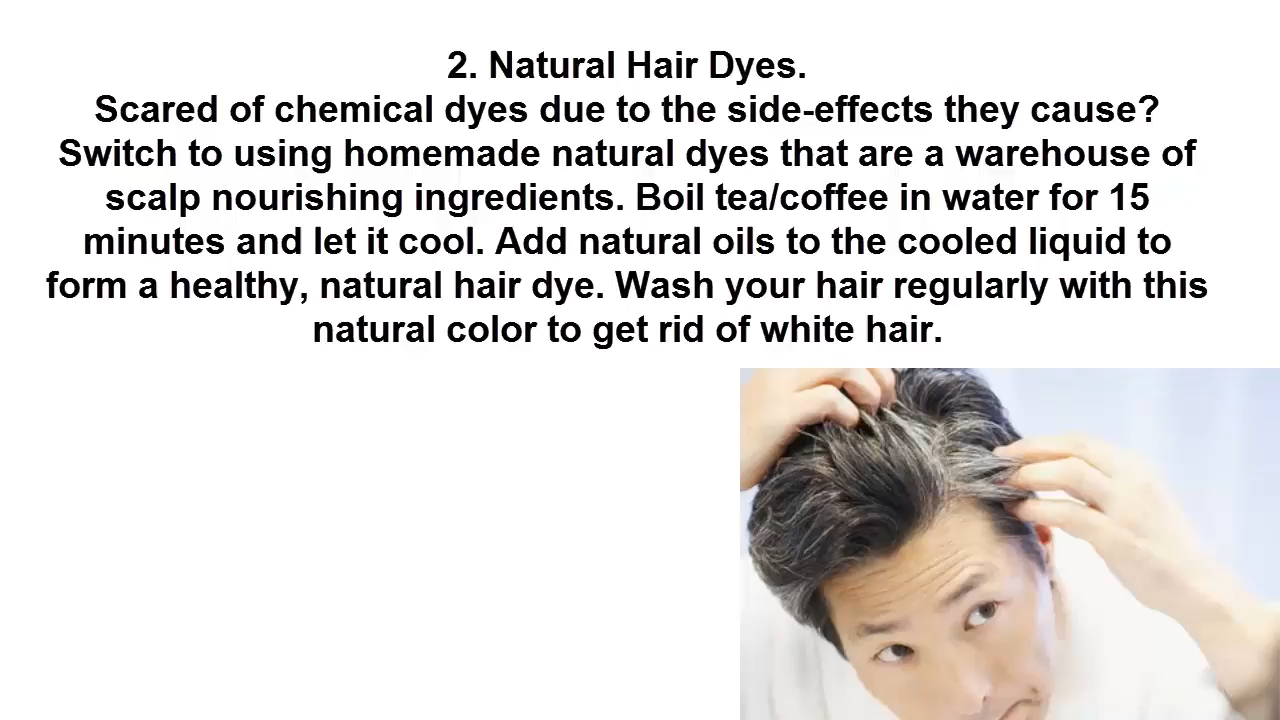 2. Natural Hair Dyes.
Scared of chemical dyes due to the side-effects they cause?
Switch to using homemade natural dyes that are a warehouse of
scalp nourishing ingredients. Boil tea/coffee in water for 15
minutes and let it cool. Add natural oils to the cooled liquid to
form a healthy, natural hair dye. Wash your hair regularly with this
natural color to get rid of white hair.